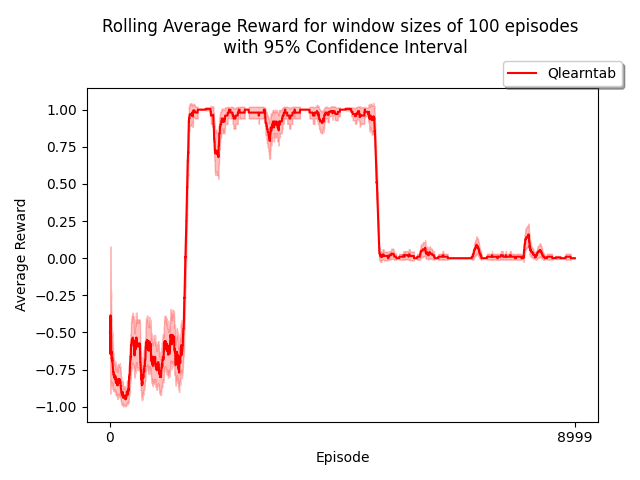 Rolling Average Reward for window sizes of 100 episodes
with 95% Confidence Interval
Qlearntab
1.00
0.75
0.50
0.25
0.00
−0.25
−0.50
−0.75
−1.00
Average Reward
0
8999
Episode